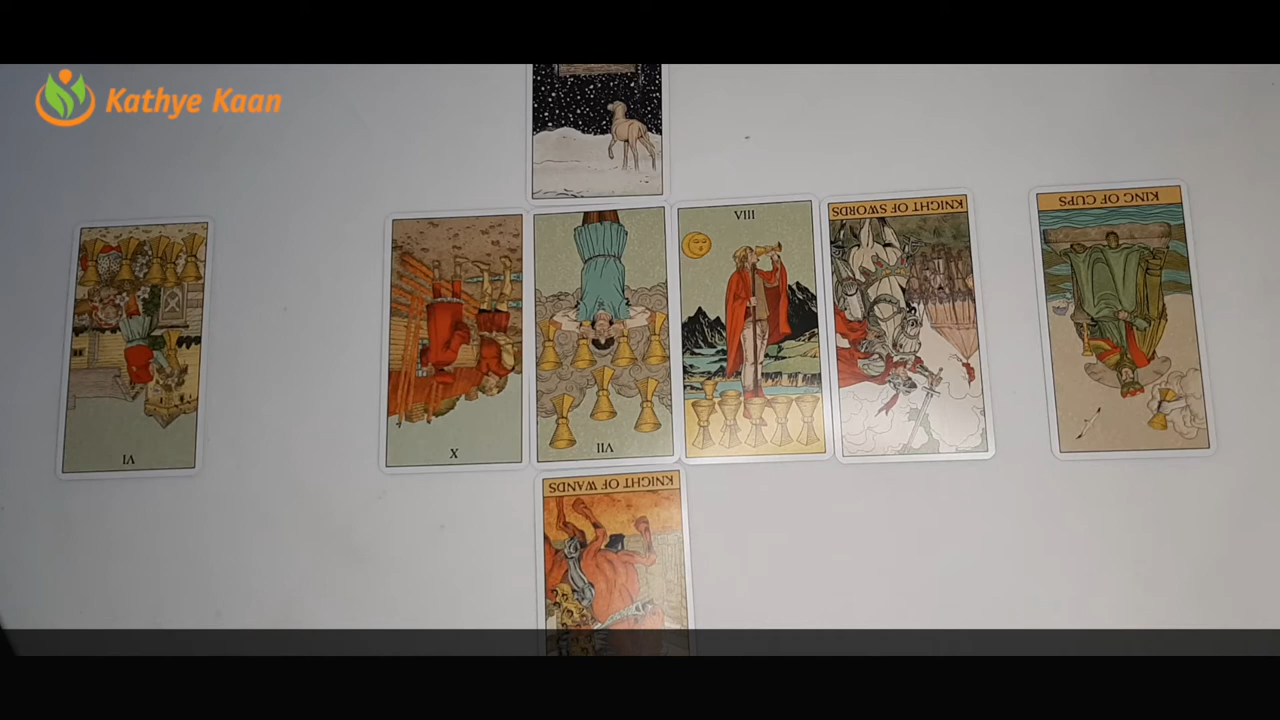 Kathye Kaan
VIII
KNIGHT OF SWORDS
KING OF CUPS
VI
X
VII
KNIGHT OF WANDS